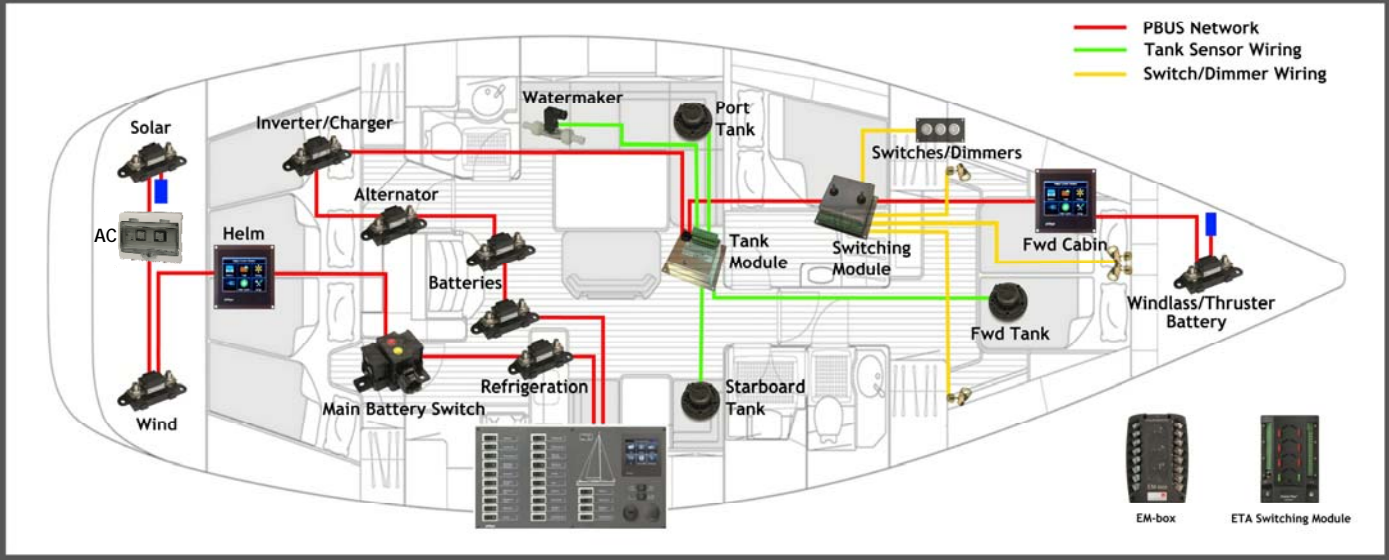 PBUS Network
Tank Sensor Wiring
Switch/Dimmer Wiring
Solar
Inverter/Charger
Watermaker
Port
Tank
Switches/Dimmers
Alternator
AC
Helm
Batteries
Tank
Module
Switching
Module
Fwd Cabin
Windlass/Thruster
Battery
Fwd Tank
Refrigeration
Main Battery Switch
Starboard
Tank
Wind
EM-box
ETA Switching Module